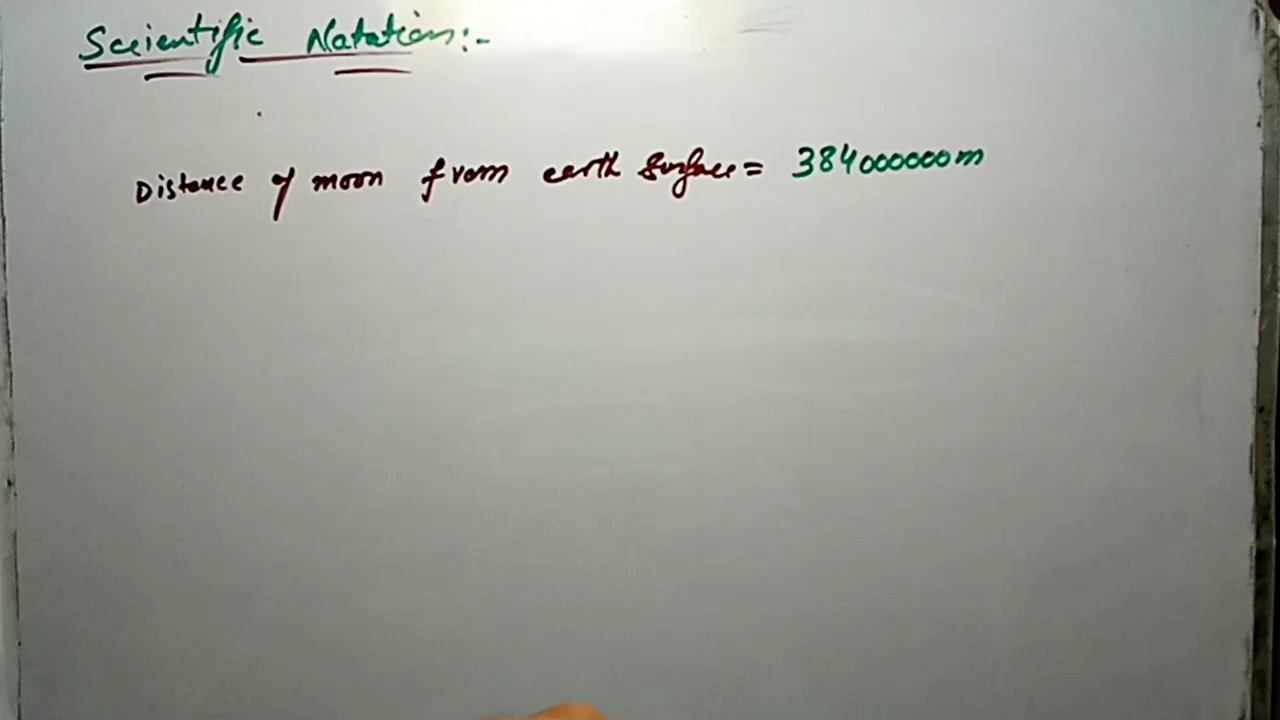 Scientific Notation:-
Distance of moon from earth surface = 384000000m